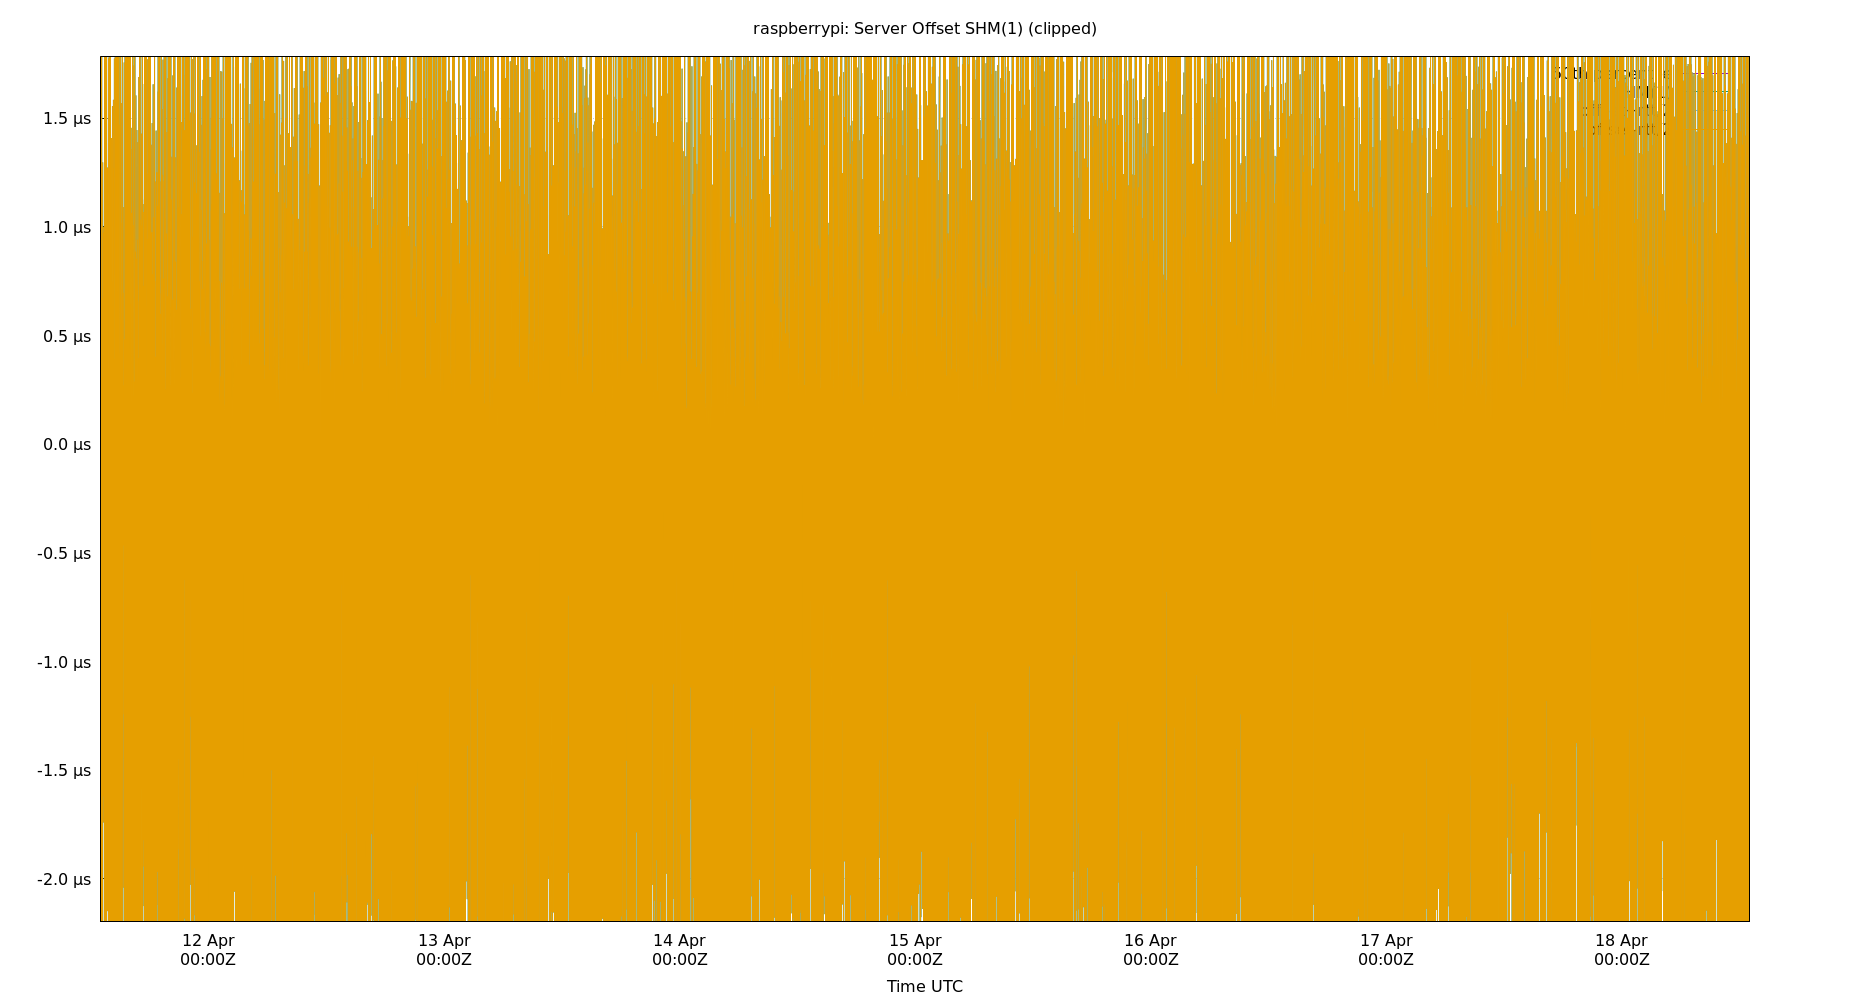 raspberrypi: Server Offset SHM(1) (clipped)
1.5 µs
1.0 µs
0.5 µs
0.0 µs
-0.5 µs
-1.0 µs
-1.5 µs
-2.0 µs
12 Apr
00:00Z
13 Apr
00:00Z
14 Apr
00:00Z
15 Apr
00:00Z
16 Apr
00:00Z
17 Apr
00:00Z
18 Apr
00:00Z
Time UTC